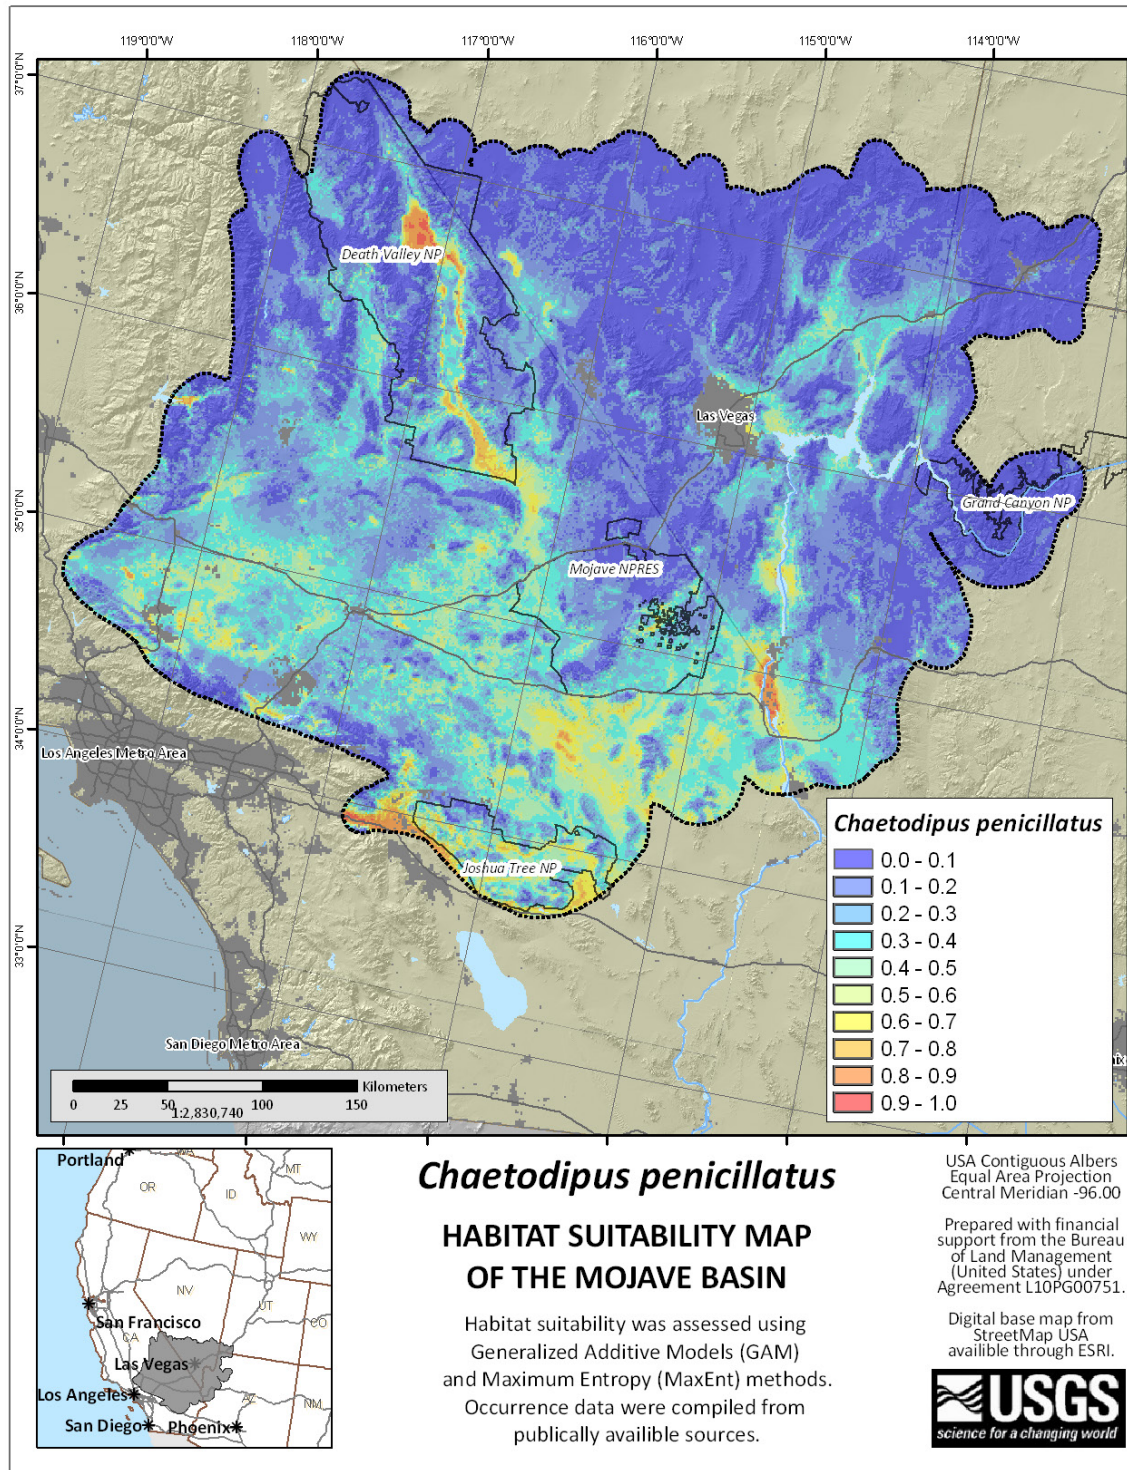 119°0'0"W 118°0'0"W 117°0'0"W 116°0'0"W 115°0'0"W 114°0'0"W
37°0'0"N
36°0'0"N
35°0'0"N
34°0'0"N
33°0'0"N
Death Valley NP
Las Vegas
Grand Canyon NP
Mojave NPRES
Los Angeles Metro Area
Joshua Tree NP
San Diego Metro Area
Chaetodipus penicillatus
0.0 - 0.1
0.1 - 0.2
0.2 - 0.3
0.3 - 0.4
0.4 - 0.5
0.5 - 0.6
0.6 - 0.7
0.7 - 0.8
0.8 - 0.9
0.9 - 1.0
Kilometers
0 25 50 100 150
1:2,830,740
Portland
WA
MT
OR
ID
WY
NV
UT
CO
San Francisco
CA
Las Vegas
Los Angeles
AZ
NM
San Diego
Phoenix
Chaetodipus penicillatus
HABITAT SUITABILITY MAP
OF THE MOJAVE BASIN
Habitat suitability was assessed using
Generalized Additive Models (GAM)
and Maximum Entropy (MaxEnt) methods.
Occurrence data were compiled from
publically availible sources.
USA Contiguous Albers
Equal Area Projection
Central Meridian -96.00
Prepared with financial
support from the Bureau
of Land Management
(United States) under
Agreement L10PG00751.
Digital base map from
StreetMap USA
availible through ESRI.
USGS
science for a changing world